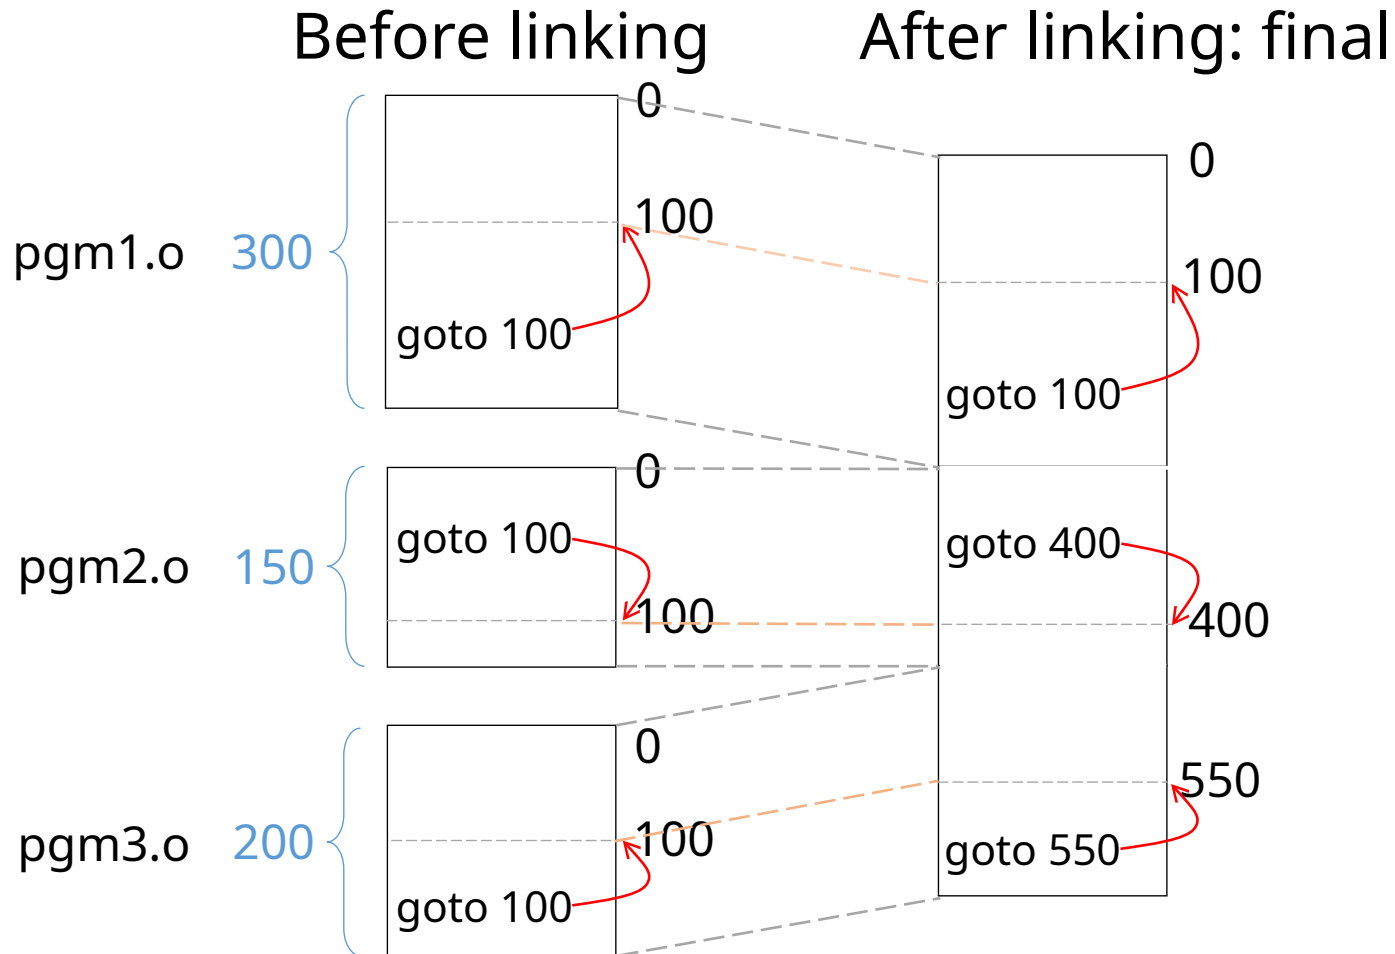 Before linking
After linking: final
0
0
100
pgm1.o 300
100
goto 100
goto 100
0
goto 100
goto 400
pgm2.o 150
100
400
0
550
pgm3.o 200
100
goto 550
goto 100